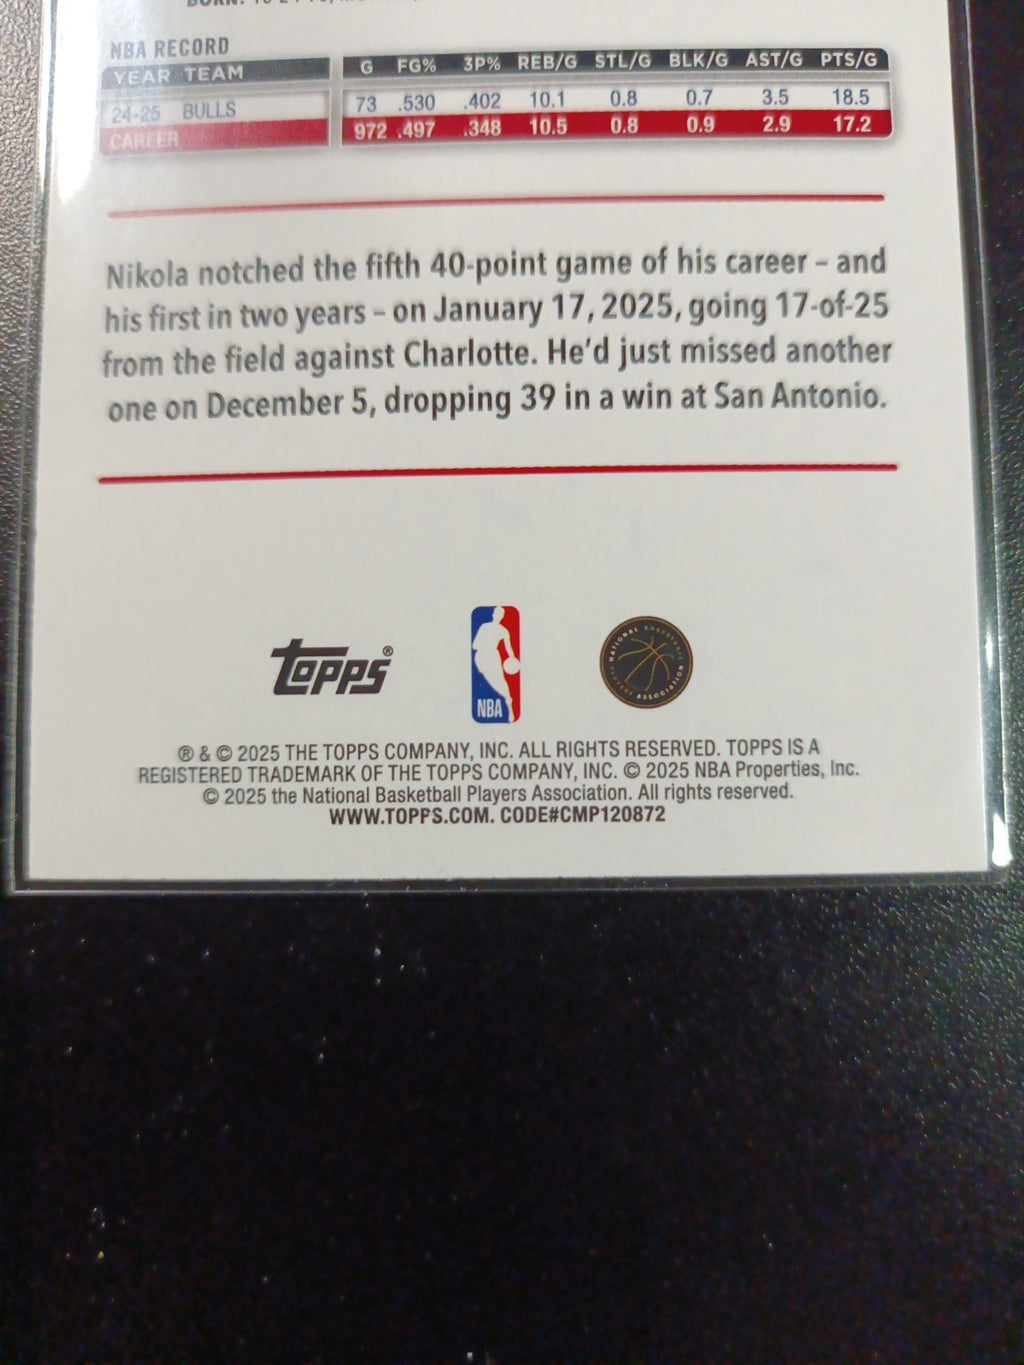 NBA RECORD
YEAR TEAM G FG% 3P% REB/G STL/G BLK/G AST/G PTS/G
24-25 BULLS 73 .530 .402 10.1 0.8 0.7 3.5 18.5
CAREER 972 .497 .348 10.5 0.8 0.9 2.9 17.2
Nikola notched the fifth 40-point game of his career – and
his first in two years – on January 17, 2025, going 17-of-25
from the field against Charlotte. He'd just missed another
one on December 5, dropping 39 in a win at San Antonio.
Topps®
NBA
NATIONAL BASKETBALL PLAYERS ASSOCIATION
® & © 2025 THE TOPPS COMPANY, INC. ALL RIGHTS RESERVED. TOPPS IS A
REGISTERED TRADEMARK OF THE TOPPS COMPANY, INC. © 2025 NBA Properties, Inc.
© 2025 the National Basketball Players Association. All rights reserved.
WWW.TOPPS.COM. CODE#CMP120872